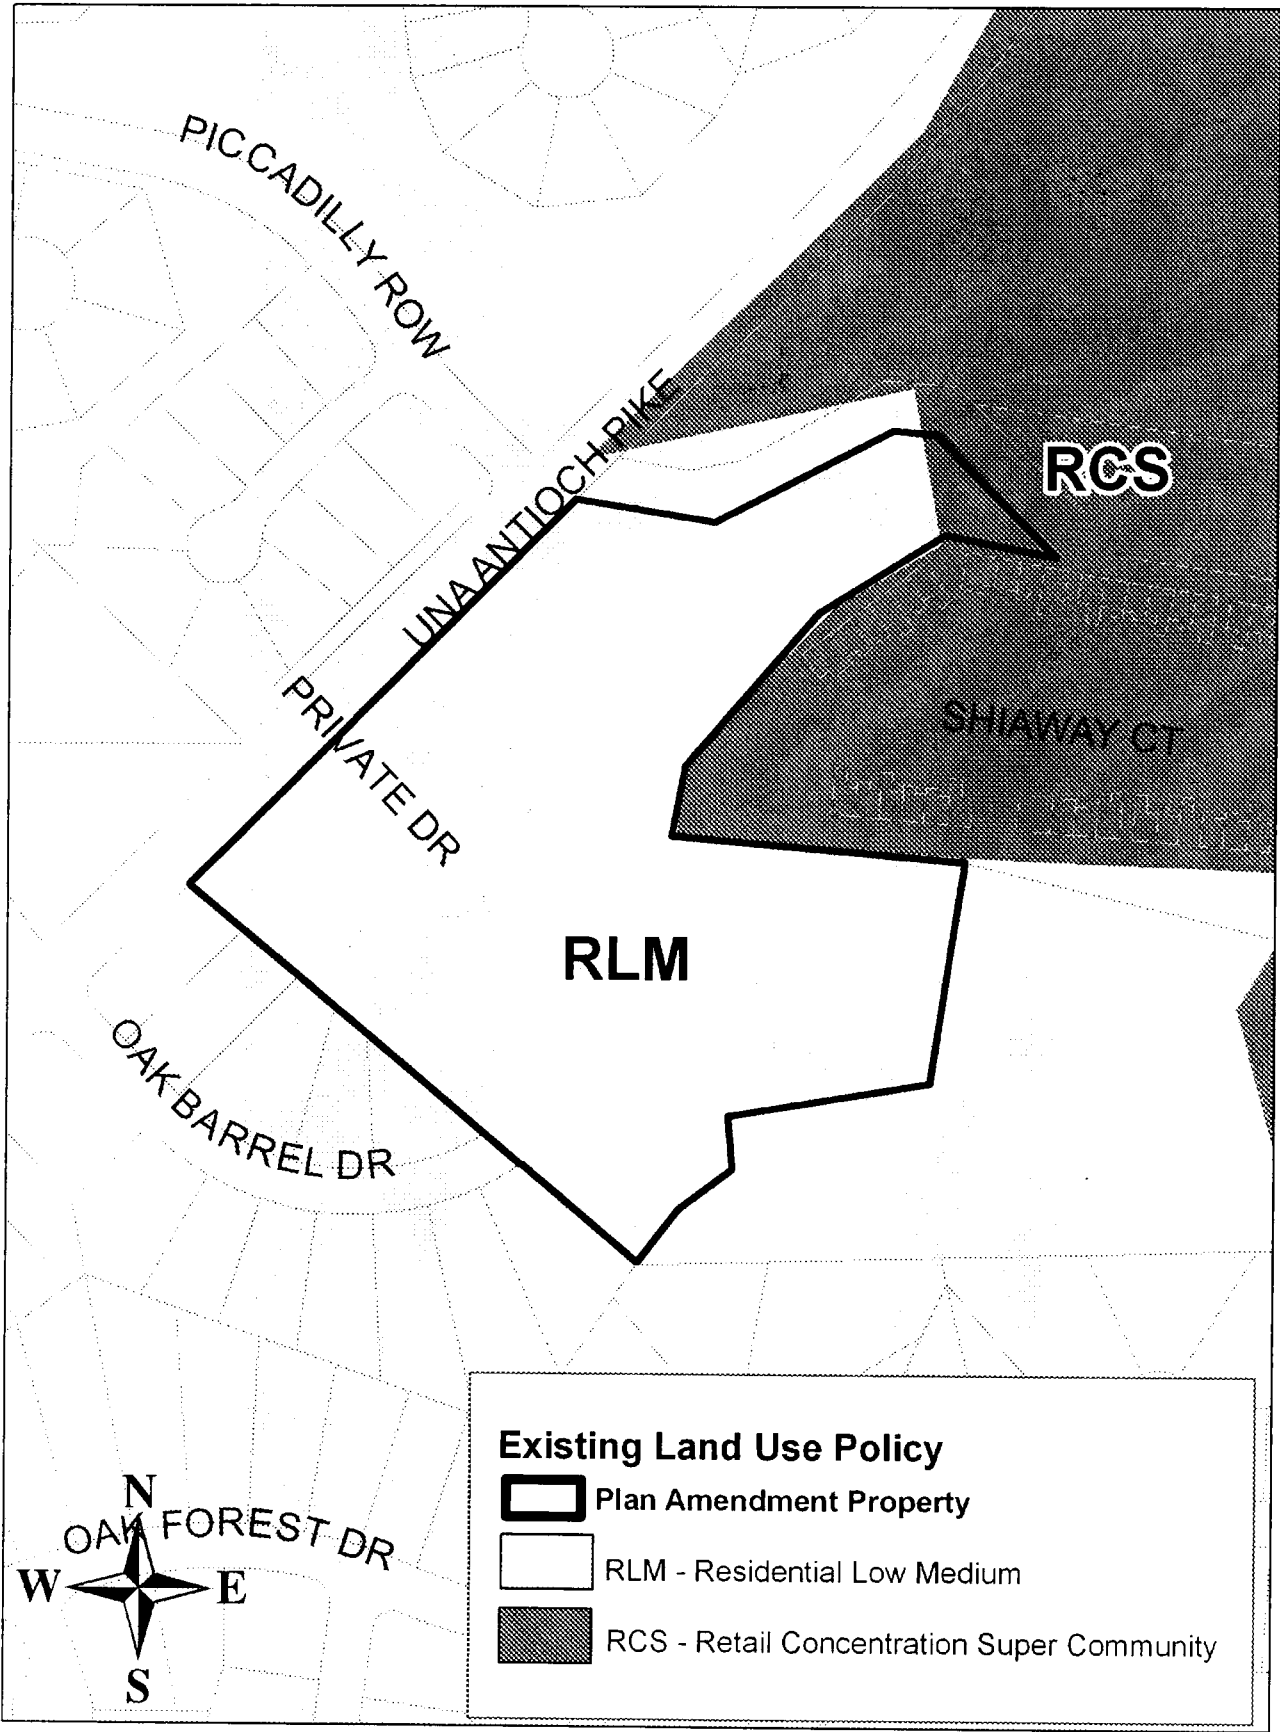 PICCADILLY ROW
UNA ANTIOCH PIKE
RCS
SHIAWAY CT
PRIVATE DR
RLM
OAK BARREL DR
Existing Land Use Policy
Plan Amendment Property
RLM - Residential Low Medium
RCS - Retail Concentration Super Community
N
OAK FOREST DR
W E
S